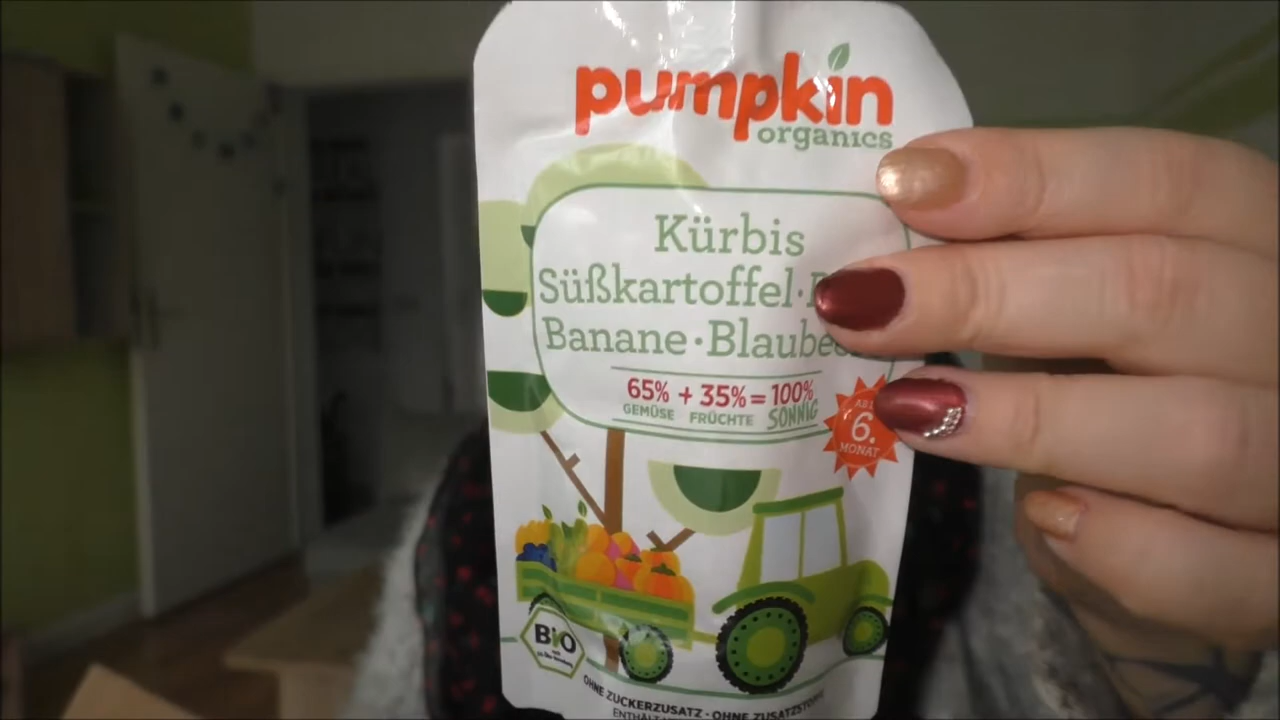 pumpkin
organics
Kürbis
Süßkartoffel ·
Banane · Blaubee
65% + 35% = 100%
GEMÜSE FRÜCHTE SONNIG
6.
MONAT
BIO
OHNE ZUCKERZUSATZ · OHNE ZUSATZSTOFFE